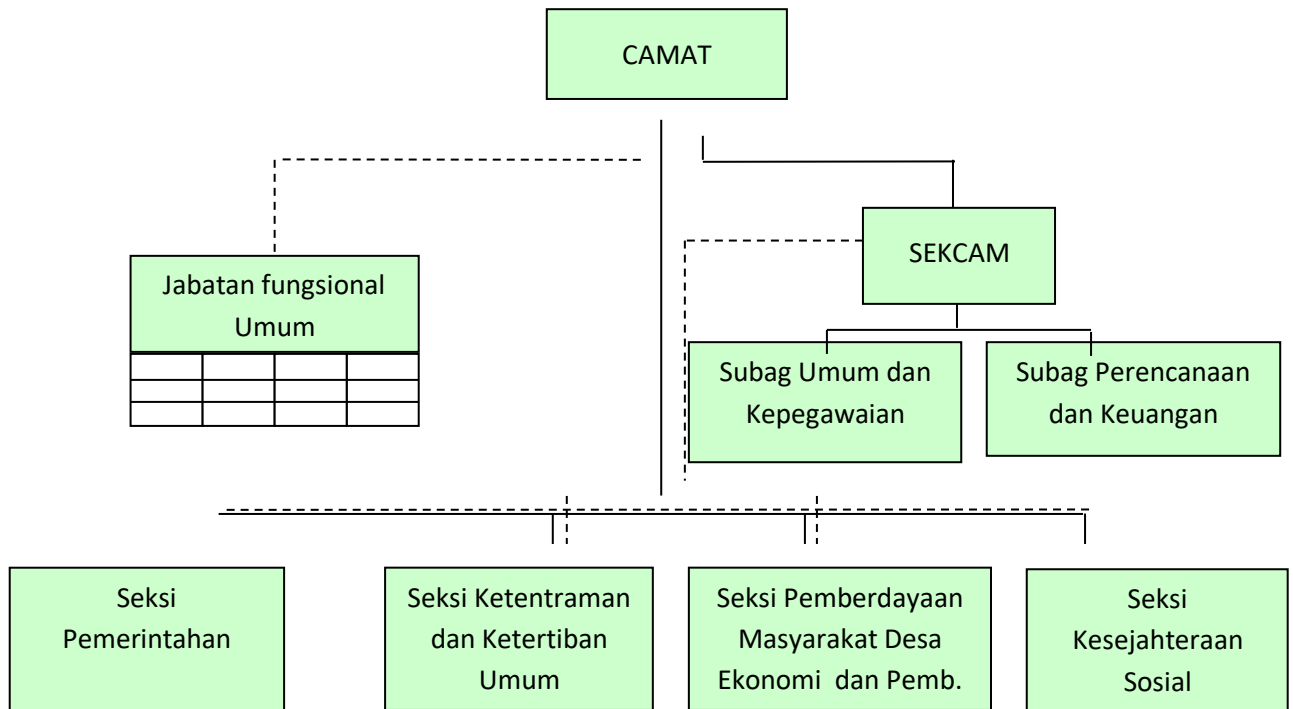 CAMAT
SEKCAM
Jabatan fungsional
Umum
Subag Umum dan
Kepegawaian
Subag Perencanaan
dan Keuangan
Seksi
Pemerintahan
Seksi Ketentraman
dan Ketertiban
Umum
Seksi Pemberdayaan
Masyarakat Desa
Ekonomi dan Pemb.
Seksi
Kesejahteraan
Sosial